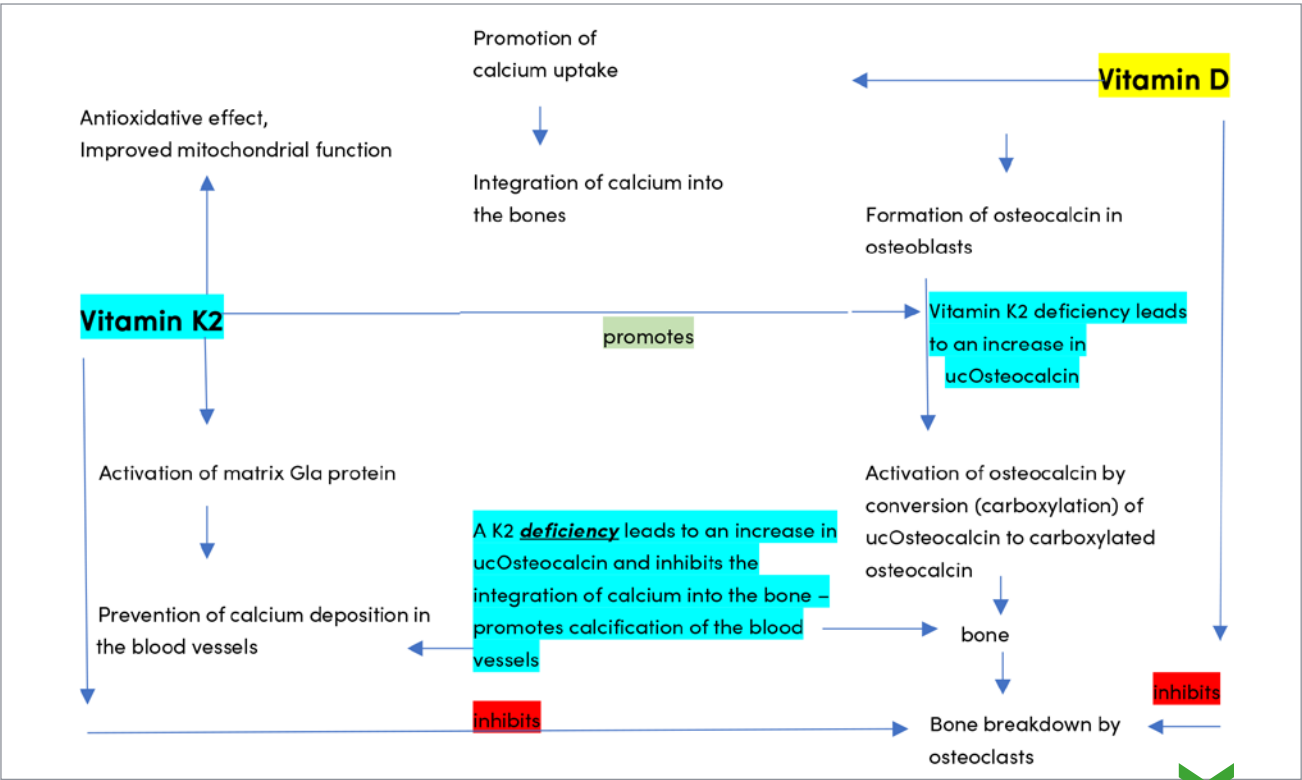 Promotion of
calcium uptake
Vitamin D
Antioxidative effect,
Improved mitochondrial function
Integration of calcium into
the bones
Formation of osteocalcin in
osteoblasts
Vitamin K2
promotes
Vitamin K2 deficiency leads
to an increase in
ucOsteocalcin
Activation of matrix Gla protein
Activation of osteocalcin by
conversion (carboxylation) of
ucOsteocalcin to carboxylated
osteocalcin
A K2 deficiency leads to an increase in
ucOsteocalcin and inhibits the
integration of calcium into the bone –
promotes calcification of the blood
vessels
Prevention of calcium deposition in
the blood vessels
bone
inhibits
inhibits
Bone breakdown by
osteoclasts